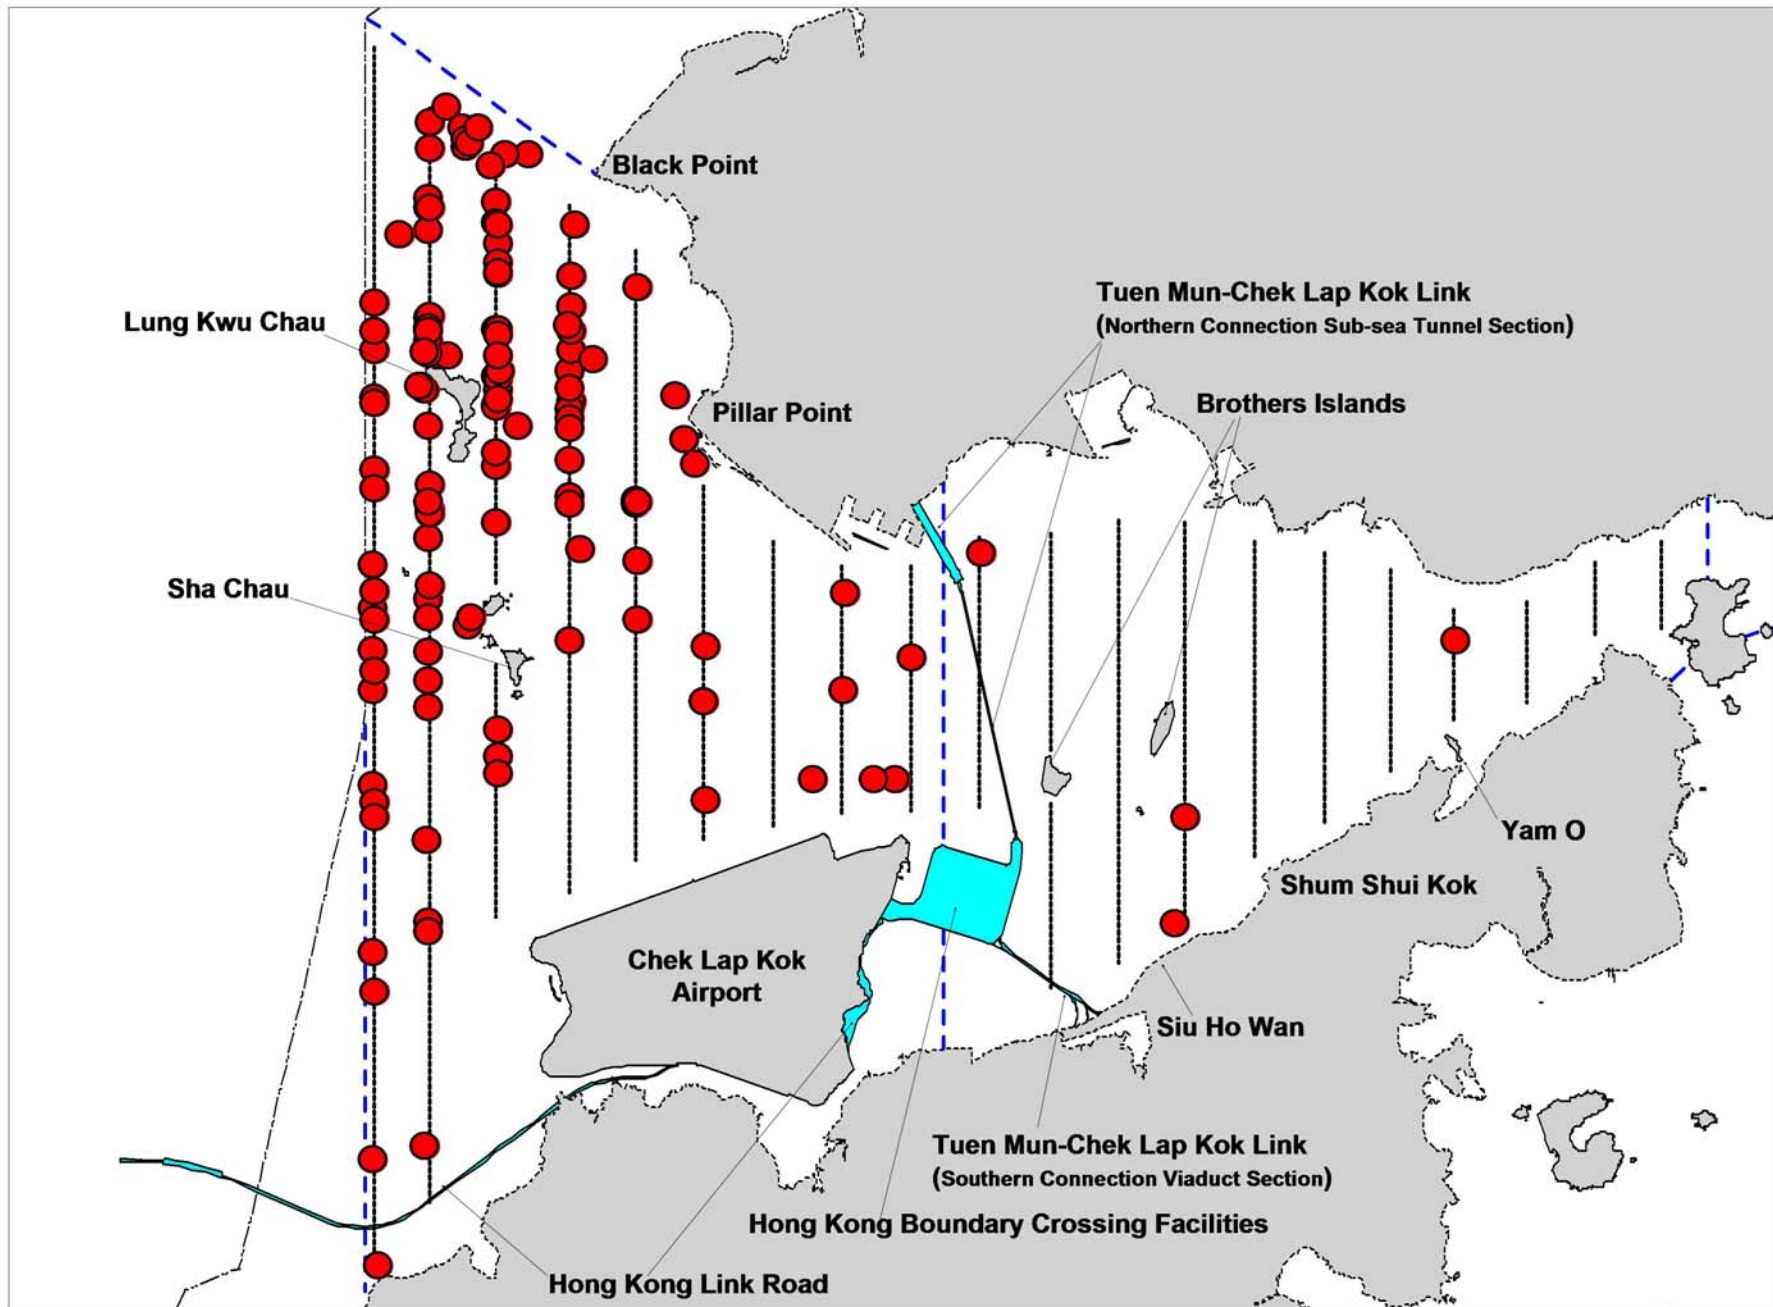 Black Point
Tuen Mun-Chek Lap Kok Link
(Northern Connection Sub-sea Tunnel Section)
Lung Kwu Chau
Pillar Point
Brothers Islands
Sha Chau
Yam O
Shum Shui Kok
Chek Lap Kok
Airport
Siu Ho Wan
Tuen Mun-Chek Lap Kok Link
(Southern Connection Viaduct Section)
Hong Kong Boundary Crossing Facilities
Hong Kong Link Road